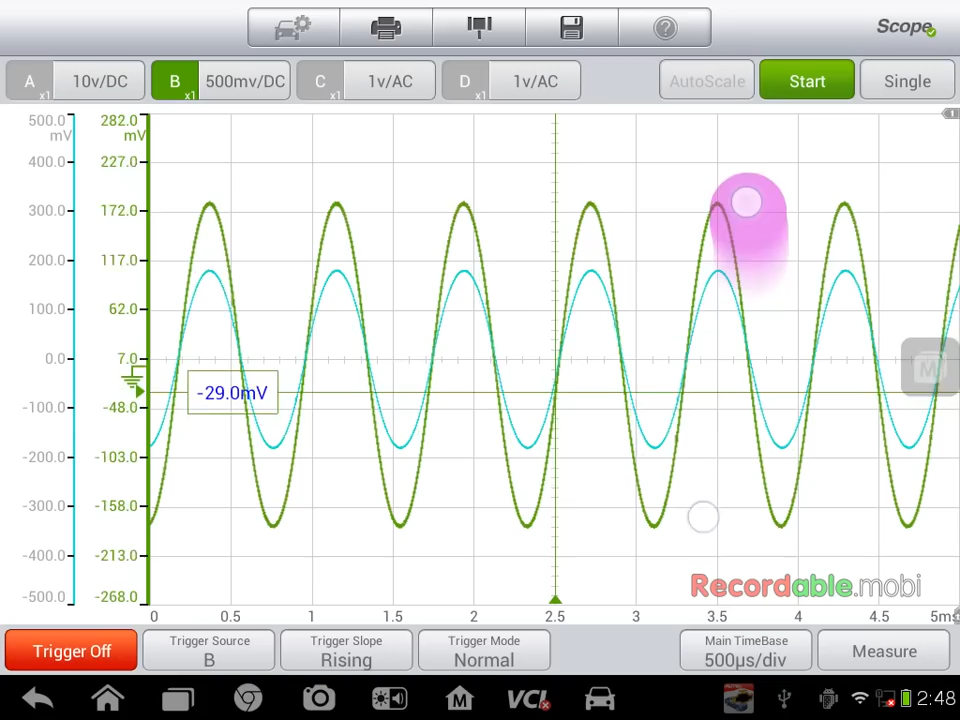 Scope
A x1 10v/DC B x1 500mv/DC C x1 1v/AC D x1 1v/AC AutoScale Start Single
500.0 mV 282.0 mV
400.0 227.0
300.0 172.0
200.0 117.0
100.0 62.0
0.0 7.0
-29.0mV
M
-100.0 -48.0
-200.0 -103.0
-300.0 -158.0
-400.0 -213.0
-500.0 -268.0
Recordable.mobi
0 0.5 1 1.5 2 2.5 3 3.5 4 4.5 5ms
Trigger Off
Trigger Source
B
Trigger Slope
Rising
Trigger Mode
Normal
Main TimeBase
500µs/div
Measure
M VCI 2:48